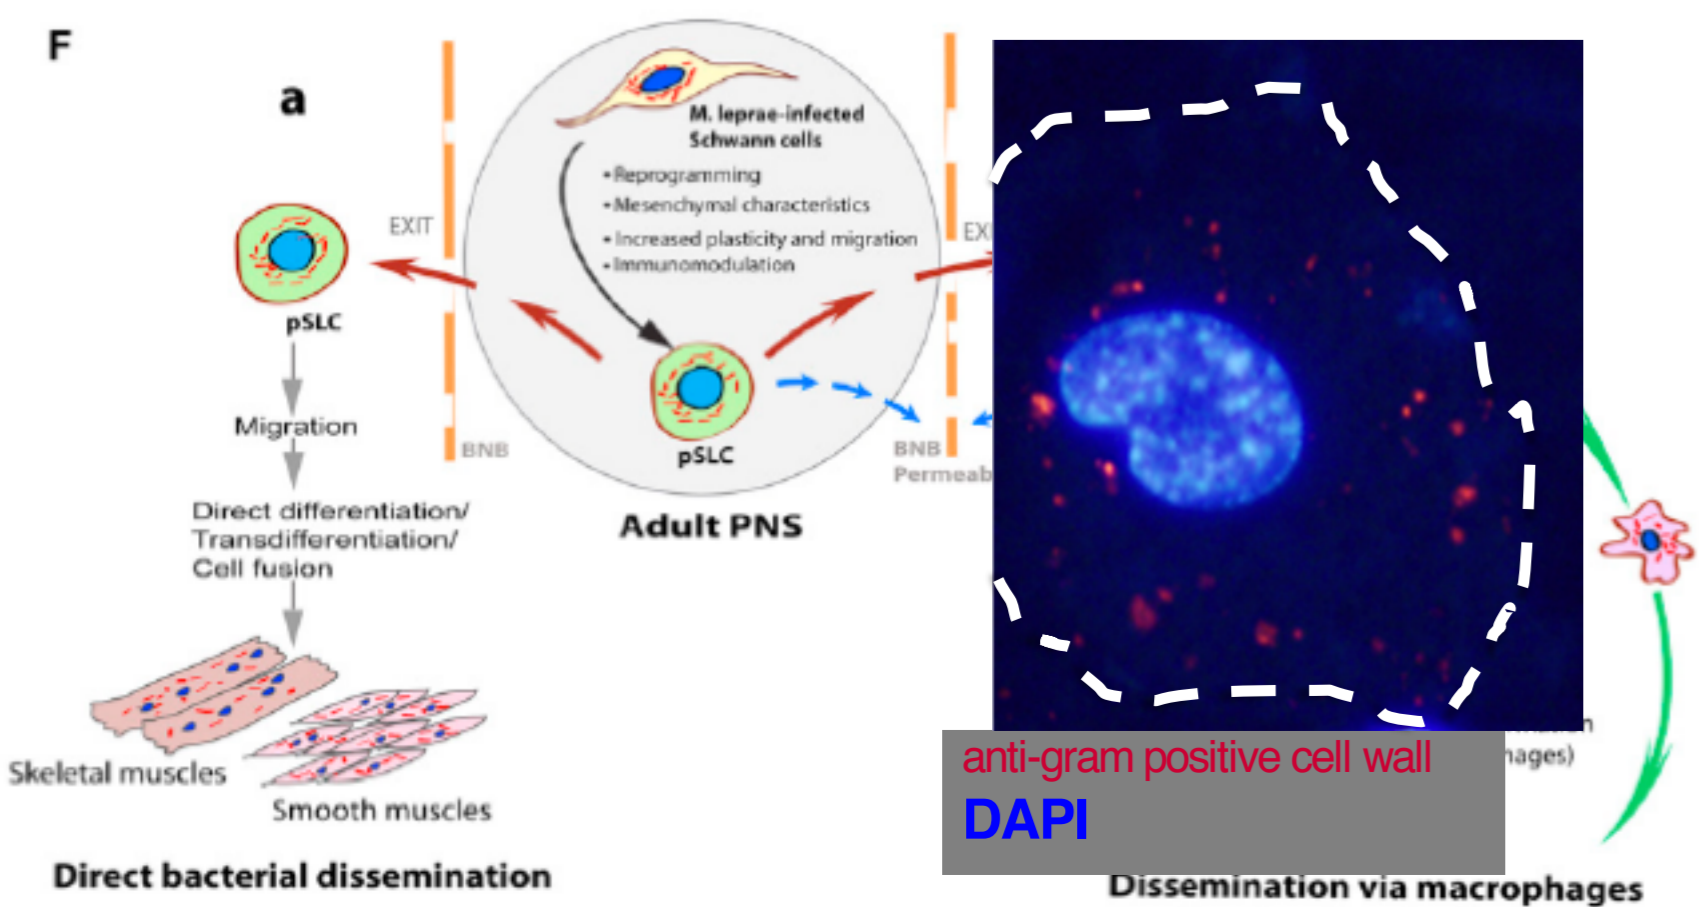 F
a
M. leprae-infected
Schwann cells
•Reprogramming
•Mesenchymal characteristics
•Increased plasticity and migration
•Immunomodulation
EXIT
pSLC
BNB
Migration
Direct differentiation/
Transdifferentiation/
Cell fusion
Skeletal muscles
Smooth muscles
Direct bacterial dissemination
pSLC
Adult PNS
BNB
anti-gram positive cell wall
DAPI
Dissemination via macrophages